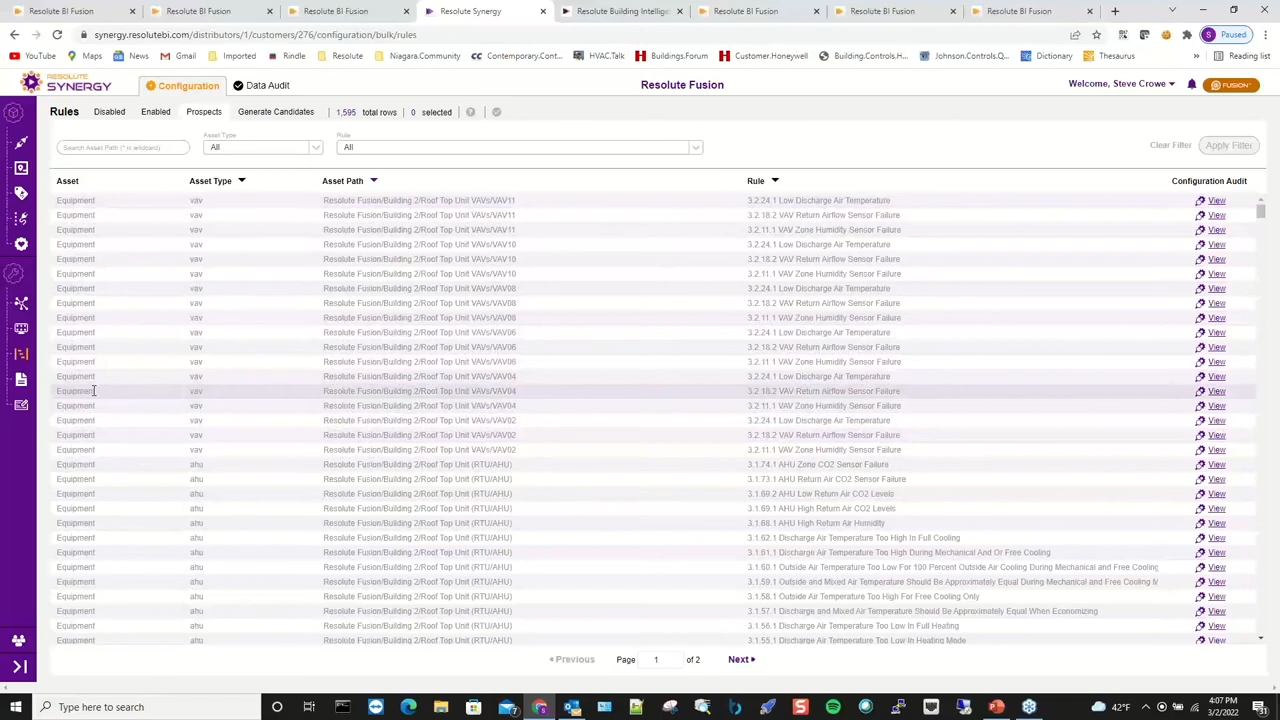 Resolute BI Fusion
Resolute BI Fusion
Resolute BI Fusion
Resolute Synergy
Resolute Building Intelligen
Resolute BI Fusion
Resolute BI Fusion
Resolute BI Fusion
synergy.resolutebi.com/distributors/1/customers/276/configuration/bulk/rules
S Paused
YouTube Maps News Gmail Imported Rindle Resolute Niagara.Community Contemporary.Cont... HVAC.Talk Buildings.Forum Customer.Honeywell Building.Controls.G... Johnson.Controls.Q... Dictionary Thesaurus Reading list
RESOLUTE SYNERGY
Configuration
Data Audit
Resolute Fusion
Welcome, Steve Crowe
FUSION
Rules Disabled Enabled Prospects Generate Candidates 1,595 total rows 0 selected
Asset Type Rule
Search Asset Path (* is wildcard) All All Clear Filter Apply Filter
Asset Asset Type Asset Path Rule Configuration Audit
Equipment vav Resolute Fusion/Building 2/Roof Top Unit VAVs/VAV11 3.2.24.1 Low Discharge Air Temperature View
Equipment vav Resolute Fusion/Building 2/Roof Top Unit VAVs/VAV11 3.2.18.2 VAV Return Airflow Sensor Failure View
Equipment vav Resolute Fusion/Building 2/Roof Top Unit VAVs/VAV11 3.2.11.1 VAV Zone Humidity Sensor Failure View
Equipment vav Resolute Fusion/Building 2/Roof Top Unit VAVs/VAV10 3.2.24.1 Low Discharge Air Temperature View
Equipment vav Resolute Fusion/Building 2/Roof Top Unit VAVs/VAV10 3.2.18.2 VAV Return Airflow Sensor Failure View
Equipment vav Resolute Fusion/Building 2/Roof Top Unit VAVs/VAV10 3.2.11.1 VAV Zone Humidity Sensor Failure View
Equipment vav Resolute Fusion/Building 2/Roof Top Unit VAVs/VAV08 3.2.24.1 Low Discharge Air Temperature View
Equipment vav Resolute Fusion/Building 2/Roof Top Unit VAVs/VAV08 3.2.18.2 VAV Return Airflow Sensor Failure View
Equipment vav Resolute Fusion/Building 2/Roof Top Unit VAVs/VAV08 3.2.11.1 VAV Zone Humidity Sensor Failure View
Equipment vav Resolute Fusion/Building 2/Roof Top Unit VAVs/VAV06 3.2.24.1 Low Discharge Air Temperature View
Equipment vav Resolute Fusion/Building 2/Roof Top Unit VAVs/VAV06 3.2.18.2 VAV Return Airflow Sensor Failure View
Equipment vav Resolute Fusion/Building 2/Roof Top Unit VAVs/VAV06 3.2.11.1 VAV Zone Humidity Sensor Failure View
Equipment vav Resolute Fusion/Building 2/Roof Top Unit VAVs/VAV04 3.2.24.1 Low Discharge Air Temperature View
Equipment vav Resolute Fusion/Building 2/Roof Top Unit VAVs/VAV04 3.2.18.2 VAV Return Airflow Sensor Failure View
Equipment vav Resolute Fusion/Building 2/Roof Top Unit VAVs/VAV04 3.2.11.1 VAV Zone Humidity Sensor Failure View
Equipment vav Resolute Fusion/Building 2/Roof Top Unit VAVs/VAV02 3.2.24.1 Low Discharge Air Temperature View
Equipment vav Resolute Fusion/Building 2/Roof Top Unit VAVs/VAV02 3.2.18.2 VAV Return Airflow Sensor Failure View
Equipment vav Resolute Fusion/Building 2/Roof Top Unit VAVs/VAV02 3.2.11.1 VAV Zone Humidity Sensor Failure View
Equipment ahu Resolute Fusion/Building 2/Roof Top Unit (RTU/AHU) 3.1.74.1 AHU Zone CO2 Sensor Failure View
Equipment ahu Resolute Fusion/Building 2/Roof Top Unit (RTU/AHU) 3.1.73.1 AHU Return Air CO2 Sensor Failure View
Equipment ahu Resolute Fusion/Building 2/Roof Top Unit (RTU/AHU) 3.1.69.2 AHU Low Return Air CO2 Levels View
Equipment ahu Resolute Fusion/Building 2/Roof Top Unit (RTU/AHU) 3.1.69.1 AHU High Return Air CO2 Levels View
Equipment ahu Resolute Fusion/Building 2/Roof Top Unit (RTU/AHU) 3.1.68.1 AHU High Return Air Humidity View
Equipment ahu Resolute Fusion/Building 2/Roof Top Unit (RTU/AHU) 3.1.62.1 Discharge Air Temperature Too High In Full Cooling View
Equipment ahu Resolute Fusion/Building 2/Roof Top Unit (RTU/AHU) 3.1.61.1 Discharge Air Temperature Too High During Mechanical And Or Free Cooling View
Equipment ahu Resolute Fusion/Building 2/Roof Top Unit (RTU/AHU) 3.1.60.1 Outside Air Temperature Too Low For 100 Percent Outside Air Cooling During Mechanical and Free Cooling View
Equipment ahu Resolute Fusion/Building 2/Roof Top Unit (RTU/AHU) 3.1.59.1 Outside and Mixed Air Temperature Should Be Approximately Equal During Mechanical and Free Cooling M View
Equipment ahu Resolute Fusion/Building 2/Roof Top Unit (RTU/AHU) 3.1.58.1 Outside Air Temperature Too High For Free Cooling Only View
Equipment ahu Resolute Fusion/Building 2/Roof Top Unit (RTU/AHU) 3.1.57.1 Discharge and Mixed Air Temperature Should Be Approximately Equal When Economizing View
Equipment ahu Resolute Fusion/Building 2/Roof Top Unit (RTU/AHU) 3.1.56.1 Discharge Air Temperature Too Low In Full Heating View
Equipment ahu Resolute Fusion/Building 2/Roof Top Unit (RTU/AHU) 3.1.55.1 Discharge Air Temperature Too Low In Heating Mode View
Previous Page 1 of 2 Next
Type here to search
42°F
4:07 PM
3/2/2022